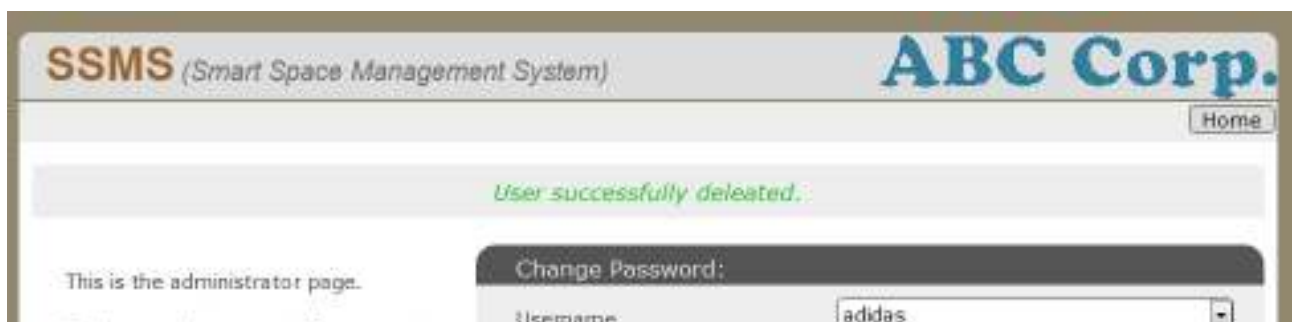 SSMS (Smart Space Management System)
ABC Corp.
Home
User successfully deleated.
This is the administrator page.
Change Password:
Username
adidas